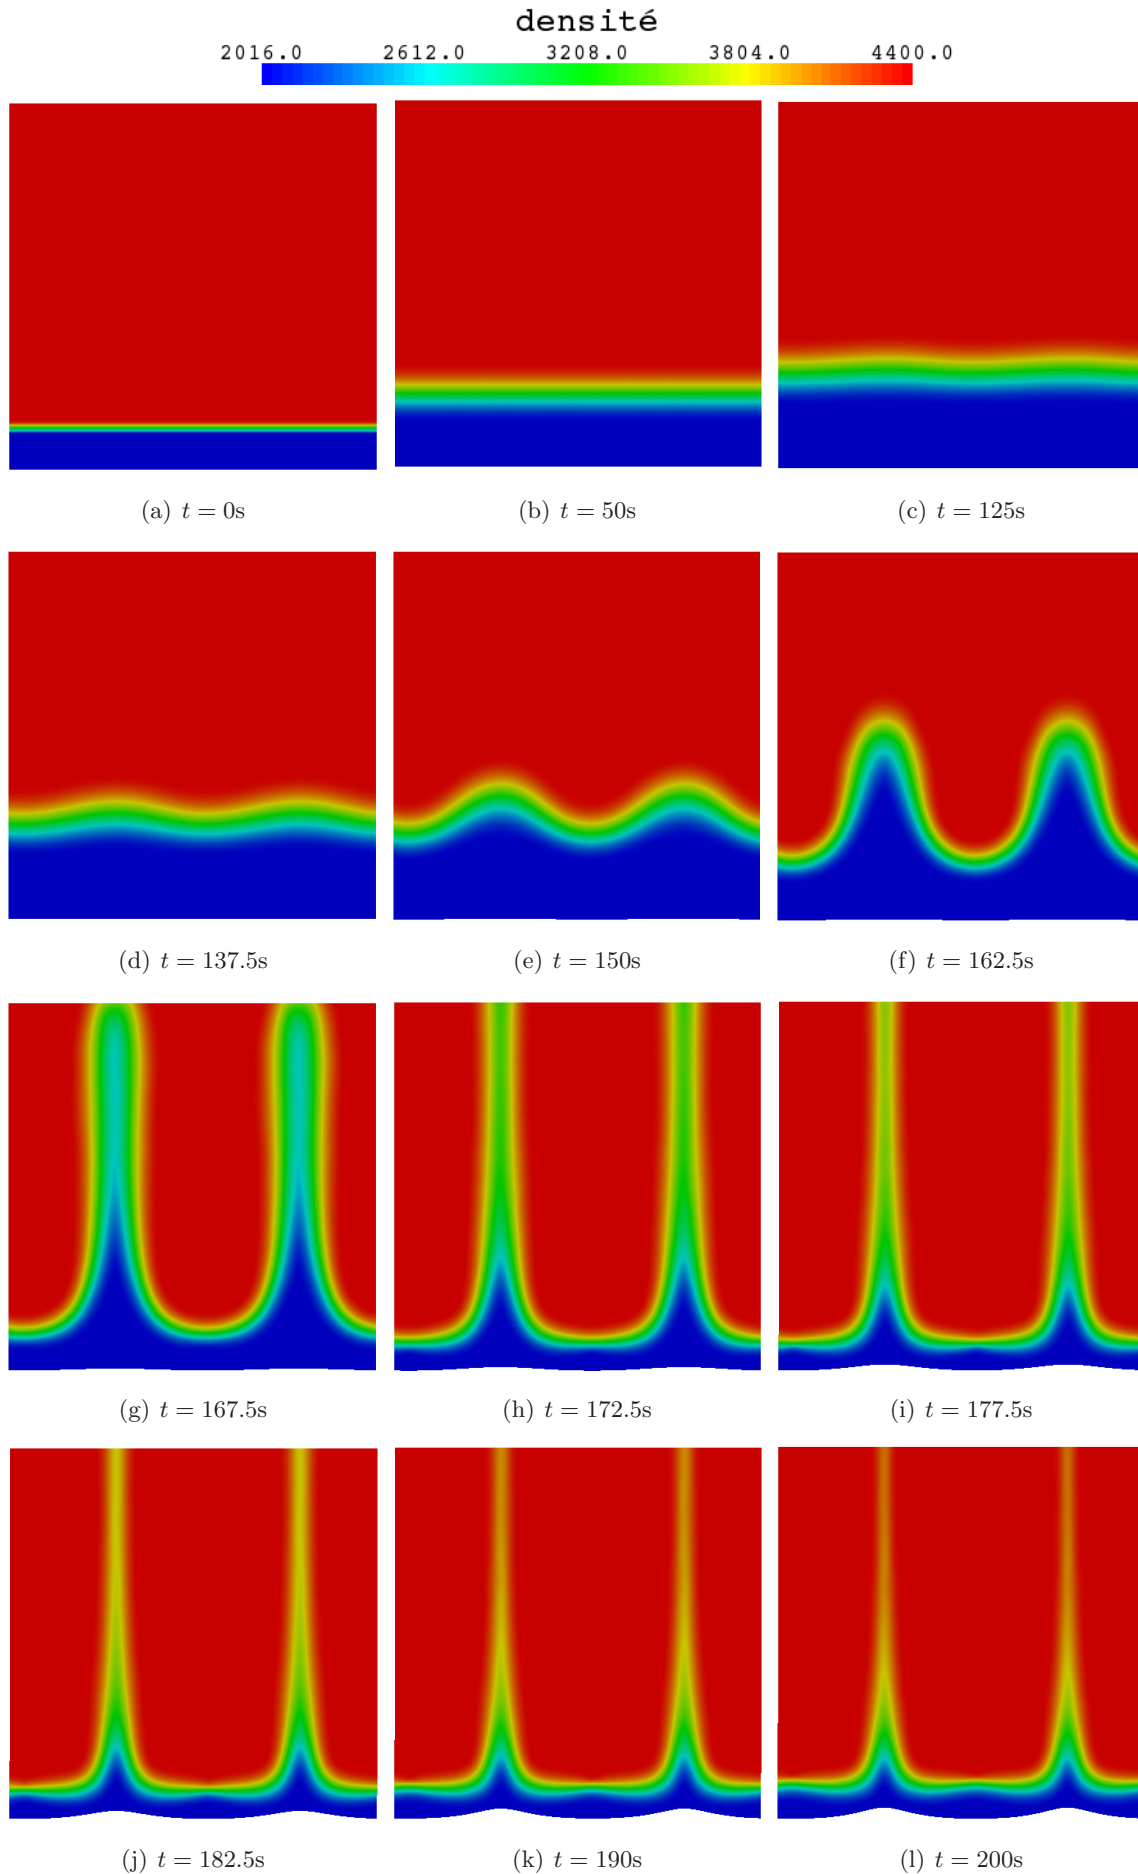 densité
2016.0 2612.0 3208.0 3804.0 4400.0
(a) t = 0s (b) t = 50s (c) t = 125s
(d) t = 137.5s (e) t = 150s (f) t = 162.5s
(g) t = 167.5s (h) t = 172.5s (i) t = 177.5s
(j) t = 182.5s (k) t = 190s (l) t = 200s